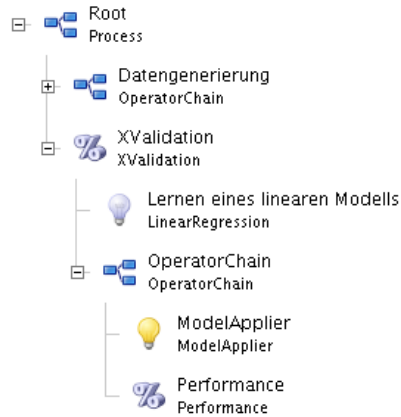 Root
Process
Datengenerierung
OperatorChain
XValidation
XValidation
Lernen eines linearen Modells
LinearRegression
OperatorChain
OperatorChain
ModelApplier
ModelApplier
Performance
Performance